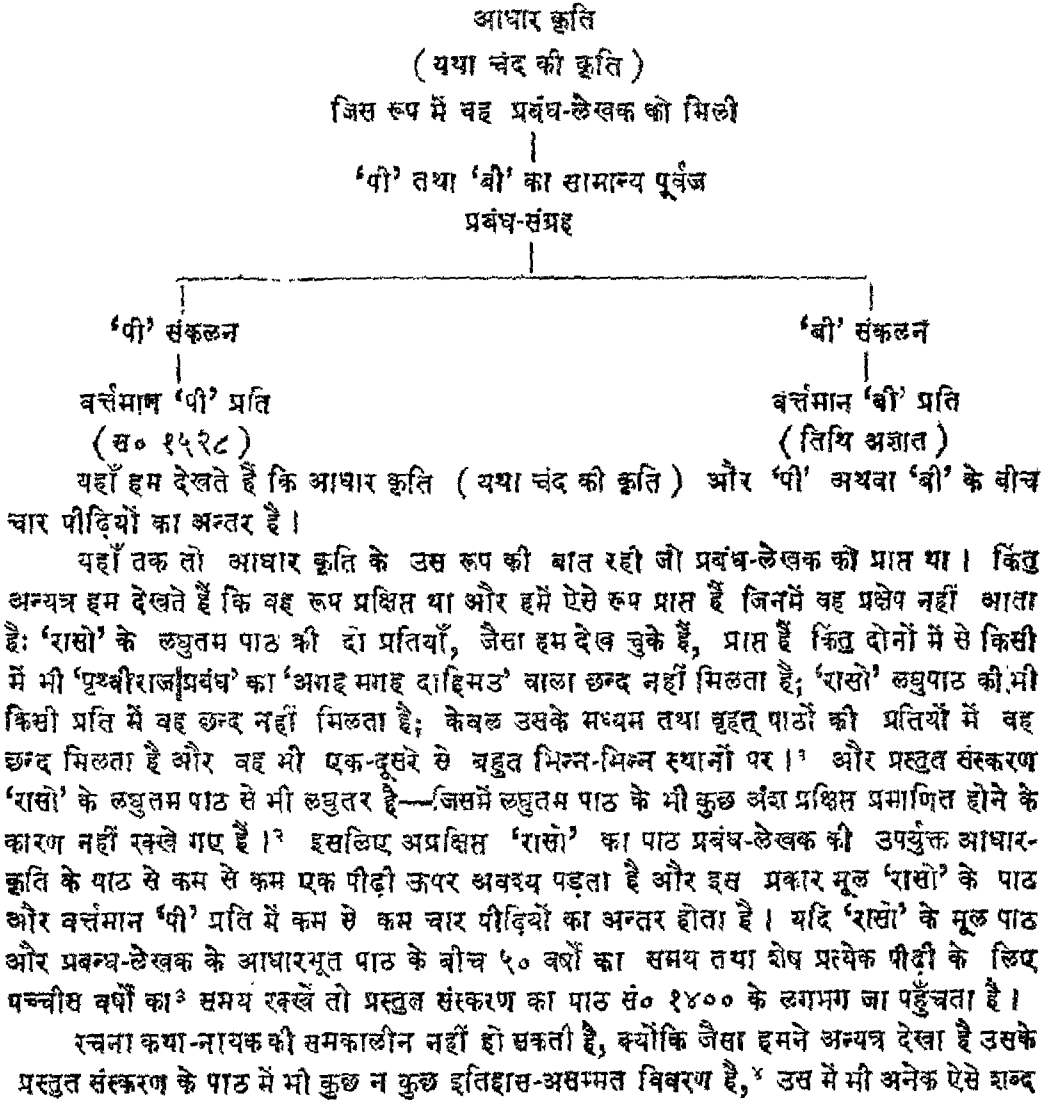 आधार कृति
( यथा चंद की कृति )
जिस रूप में वह प्रबंध-लेखक को मिली
'पी' तथा 'बी' का सामान्य पूर्वज
प्रबंध-संग्रह
'पी' संकलन 'बी' संकलन
वर्त्तमान 'पी' प्रति वर्त्तमान 'बी' प्रति
( स० १५२८ ) ( तिथि अज्ञात )
यहाँ हम देखते हैं कि आधार कृति ( यथा चंद की कृति ) और 'पी' अथवा 'बी' के बीच
चार पीढ़ियों का अन्तर है ।
यहाँ तक तो आधार कृति के उस रूप की बात रही जो प्रबंध-लेखक को प्राप्त था । किंतु
अन्यत्र हम देखते हैं कि वह रूप प्रक्षिप्त था और हमें ऐसे रूप प्राप्त हैं जिनमें वह प्रक्षेप नहीं आता
है: 'रासो' के लघुतम पाठ की दो प्रतियाँ, जैसा हम देख चुके हैं, प्राप्त हैं किंतु दोनों में से किसी
में भी 'पृथ्वीराज प्रबंध' का 'अगह मगह दाहिमउ' वाला छन्द नहीं मिलता है; 'रासो' लघुपाठ की भी
किसी प्रति में वह छन्द नहीं मिलता है; केवल उसके मध्यम तथा बृहत् पाठों की प्रतियों में वह
छन्द मिलता है और वह भी एक-दूसरे से बहुत भिन्न-भिन्न स्थानों पर ।१ और प्रस्तुत संस्करण
'रासो' के लघुतम पाठ से भी लघुतर है—जिसमें लघुतम पाठ के भी कुछ अंश प्रक्षिप्त प्रमाणित होने के
कारण नहीं रक्खे गए हैं ।२ इसलिए अप्रक्षिप्त 'रासो' का पाठ प्रबंध-लेखक की उपर्युक्त आधार-
कृति के पाठ से कम से कम एक पीढ़ी ऊपर अवश्य पड़ता है और इस प्रकार मूल 'रासो' के पाठ
और वर्त्तमान 'पी' प्रति में कम से कम चार पीढ़ियों का अन्तर होता है । यदि 'रासो' के मूल पाठ
और प्रबन्ध-लेखक के आधारभूत पाठ के बीच ५० वर्षों का समय तथा शेष प्रत्येक पीढ़ी के लिए
पच्चीस वर्षों का३ समय रक्खें तो प्रस्तुत संस्करण का पाठ सं० १४०० के लगभग जा पहुँचता है ।
रचना कथा-नायक की समकालीन नहीं हो सकती है, क्योंकि जैसा हमने अन्यत्र देखा है उसके
प्रस्तुत संस्करण के पाठ में भी कुछ न कुछ इतिहास-असम्मत विवरण है,४ उस में भी अनेक ऐसे शब्द